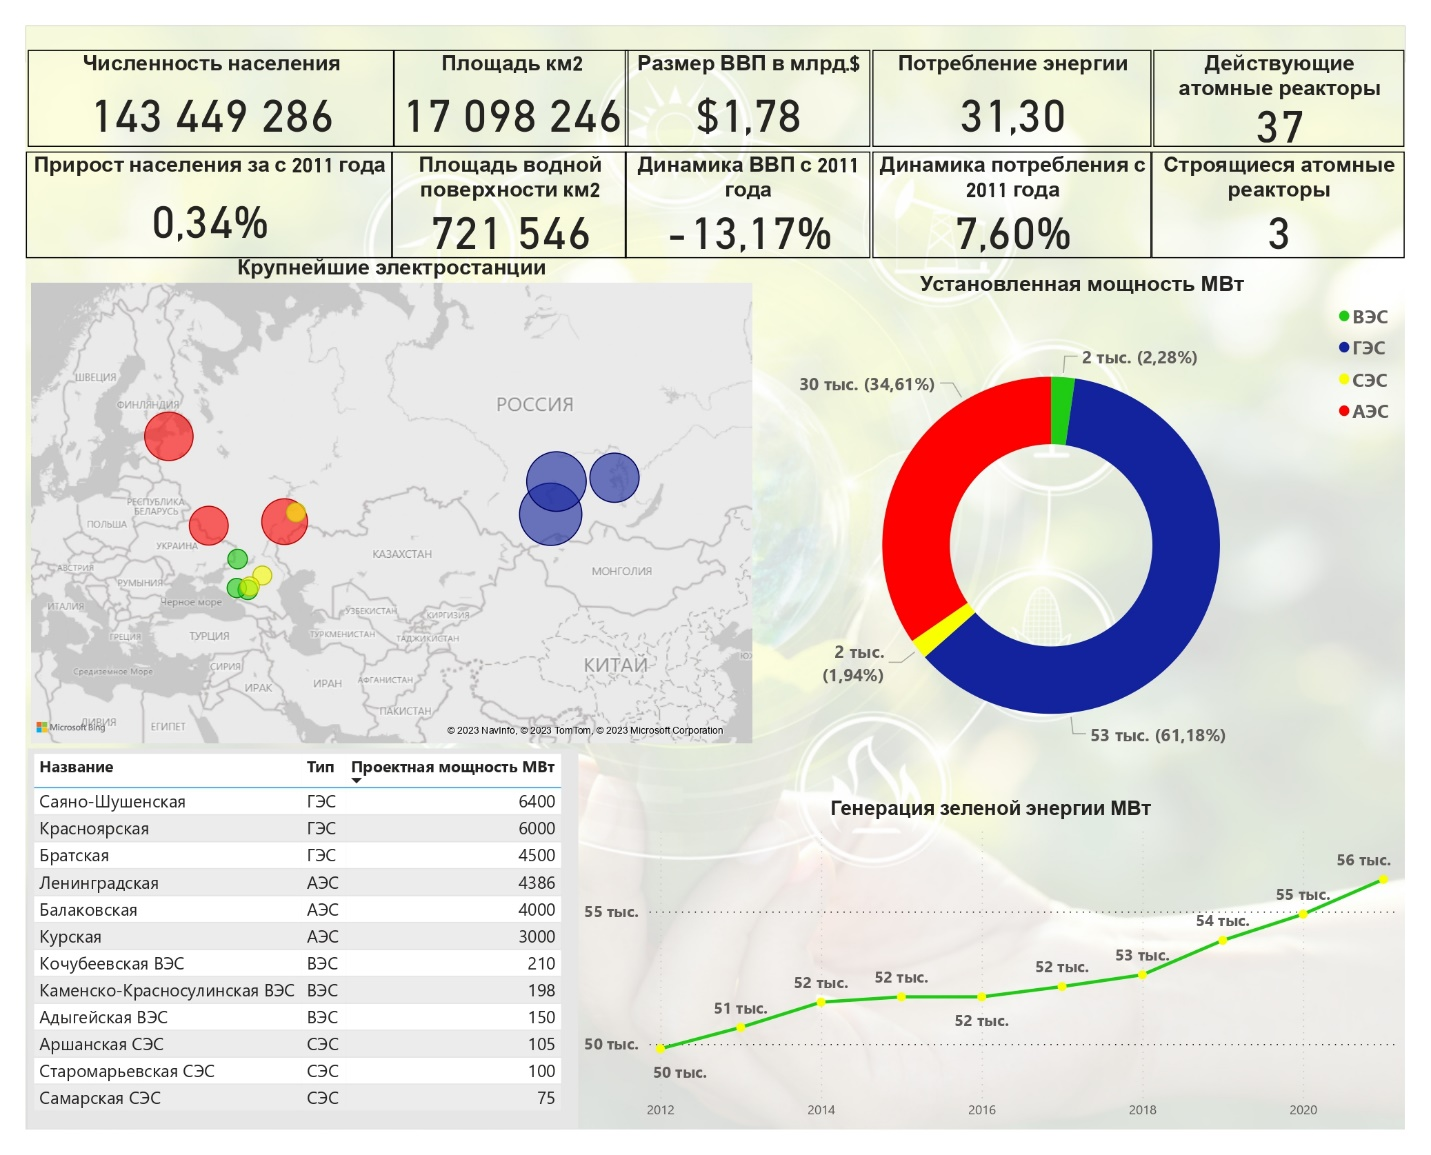 Численность населения
143 449 286
Площадь км2
17 098 246
Размер ВВП в млрд.$
$1,78
Потребление энергии
31,30
Действующие
атомные реакторы
37
Прирост населения за с 2011 года
0,34%
Площадь водной
поверхности км2
721 546
Динамика ВВП с 2011
года
-13,17%
Динамика потребления с
2011 года
7,60%
Строящиеся атомные
реакторы
3
Крупнейшие электростанции
ШВЕЦИЯ
ФИНЛЯНДИЯ
РОССИЯ
РЕСПУБЛИКА
БЕЛАРУСЬ
ПОЛЬША
УКРАИНА
АВСТРИЯ
РУМЫНИЯ
КАЗАХСТАН
МОНГОЛИЯ
ИТАЛИЯ
Черное море
УЗБЕКИСТАН
КИРГИЗИЯ
ГРЕЦИЯ
ТУРЦИЯ
ТУРКМЕНИСТАН
ТАДЖИКИСТАН
Средиземное Море
СИРИЯ
ИРАК
ИРАН
АФГАНИСТАН
КИТАЙ
ПАКИСТАН
ЛИВИЯ
ЕГИПЕТ
Microsoft Bing
© 2023 NavInfo, © 2023 TomTom, © 2023 Microsoft Corporation
Установленная мощность МВт
ВЭС
ГЭС
СЭС
АЭС
2 тыс. (2,28%)
30 тыс. (34,61%)
2 тыс.
(1,94%)
53 тыс. (61,18%)
Название Тип Проектная мощность МВт
Саяно-Шушенская ГЭС 6400
Красноярская ГЭС 6000
Братская ГЭС 4500
Ленинградская АЭС 4386
Балаковская АЭС 4000
Курская АЭС 3000
Кочубеевская ВЭС ВЭС 210
Каменско-Красносулинская ВЭС ВЭС 198
Адыгейская ВЭС ВЭС 150
Аршанская СЭС СЭС 105
Старомарьевская СЭС СЭС 100
Самарская СЭС СЭС 75
Генерация зеленой энергии МВт
55 тыс.
50 тыс.
50 тыс.
51 тыс.
52 тыс.
52 тыс.
52 тыс.
52 тыс.
53 тыс.
54 тыс.
55 тыс.
56 тыс.
2012 2014 2016 2018 2020